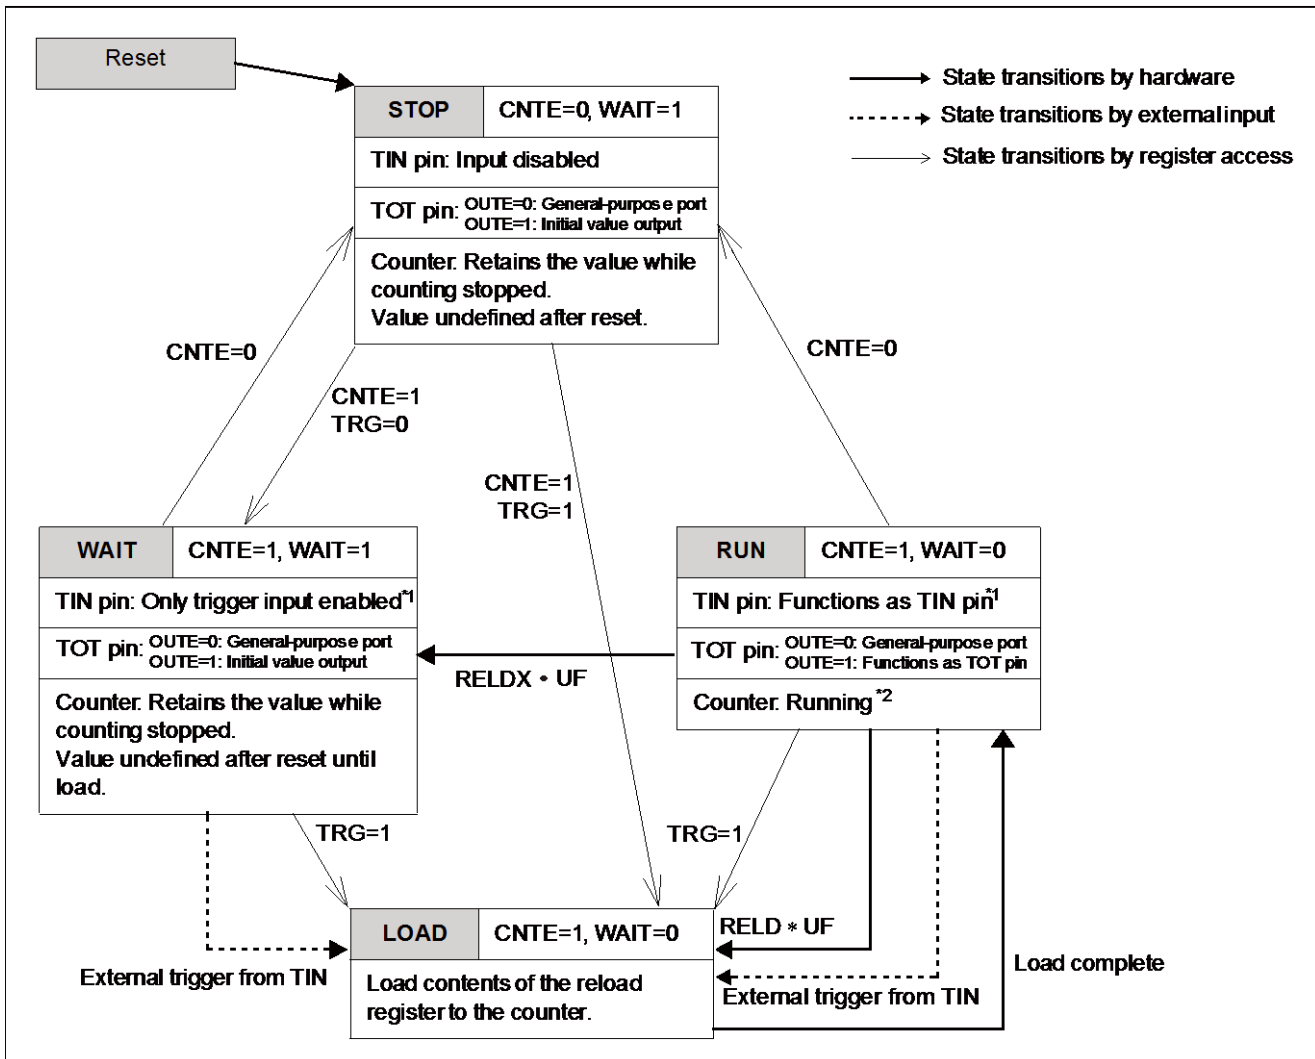 Reset
State transitions by hardware
State transitions by external input
State transitions by register access
STOP
CNTE=0, WAIT=1
TIN pin: Input disabled
TOT pin: OUTE=0: General-purpose port
OUTE=1: Initial value output
Counter: Retains the value while
counting stopped.
Value undefined after reset.
CNTE=0
CNTE=1
TRG=0
CNTE=1
TRG=1
CNTE=0
WAIT
CNTE=1, WAIT=1
TIN pin: Only trigger input enabled*1
TOT pin: OUTE=0: General-purpose port
OUTE=1: Initial value output
Counter: Retains the value while
counting stopped.
Value undefined after reset until
load.
RELDX • UF
RUN
CNTE=1, WAIT=0
TIN pin: Functions as TIN pin*1
TOT pin: OUTE=0: General-purpose port
OUTE=1: Functions as TOT pin
Counter: Running*2
TRG=1
TRG=1
External trigger from TIN
LOAD
CNTE=1, WAIT=0
Load contents of the reload
register to the counter.
RELD * UF
External trigger from TIN
Load complete